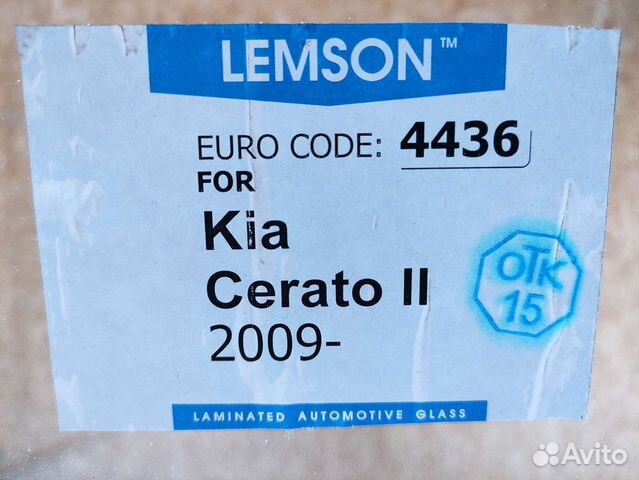 LEMSON™
EURO CODE: 4436
FOR
Kia
Cerato II
2009-
ОТК
15
LAMINATED AUTOMOTIVE GLASS
Avito